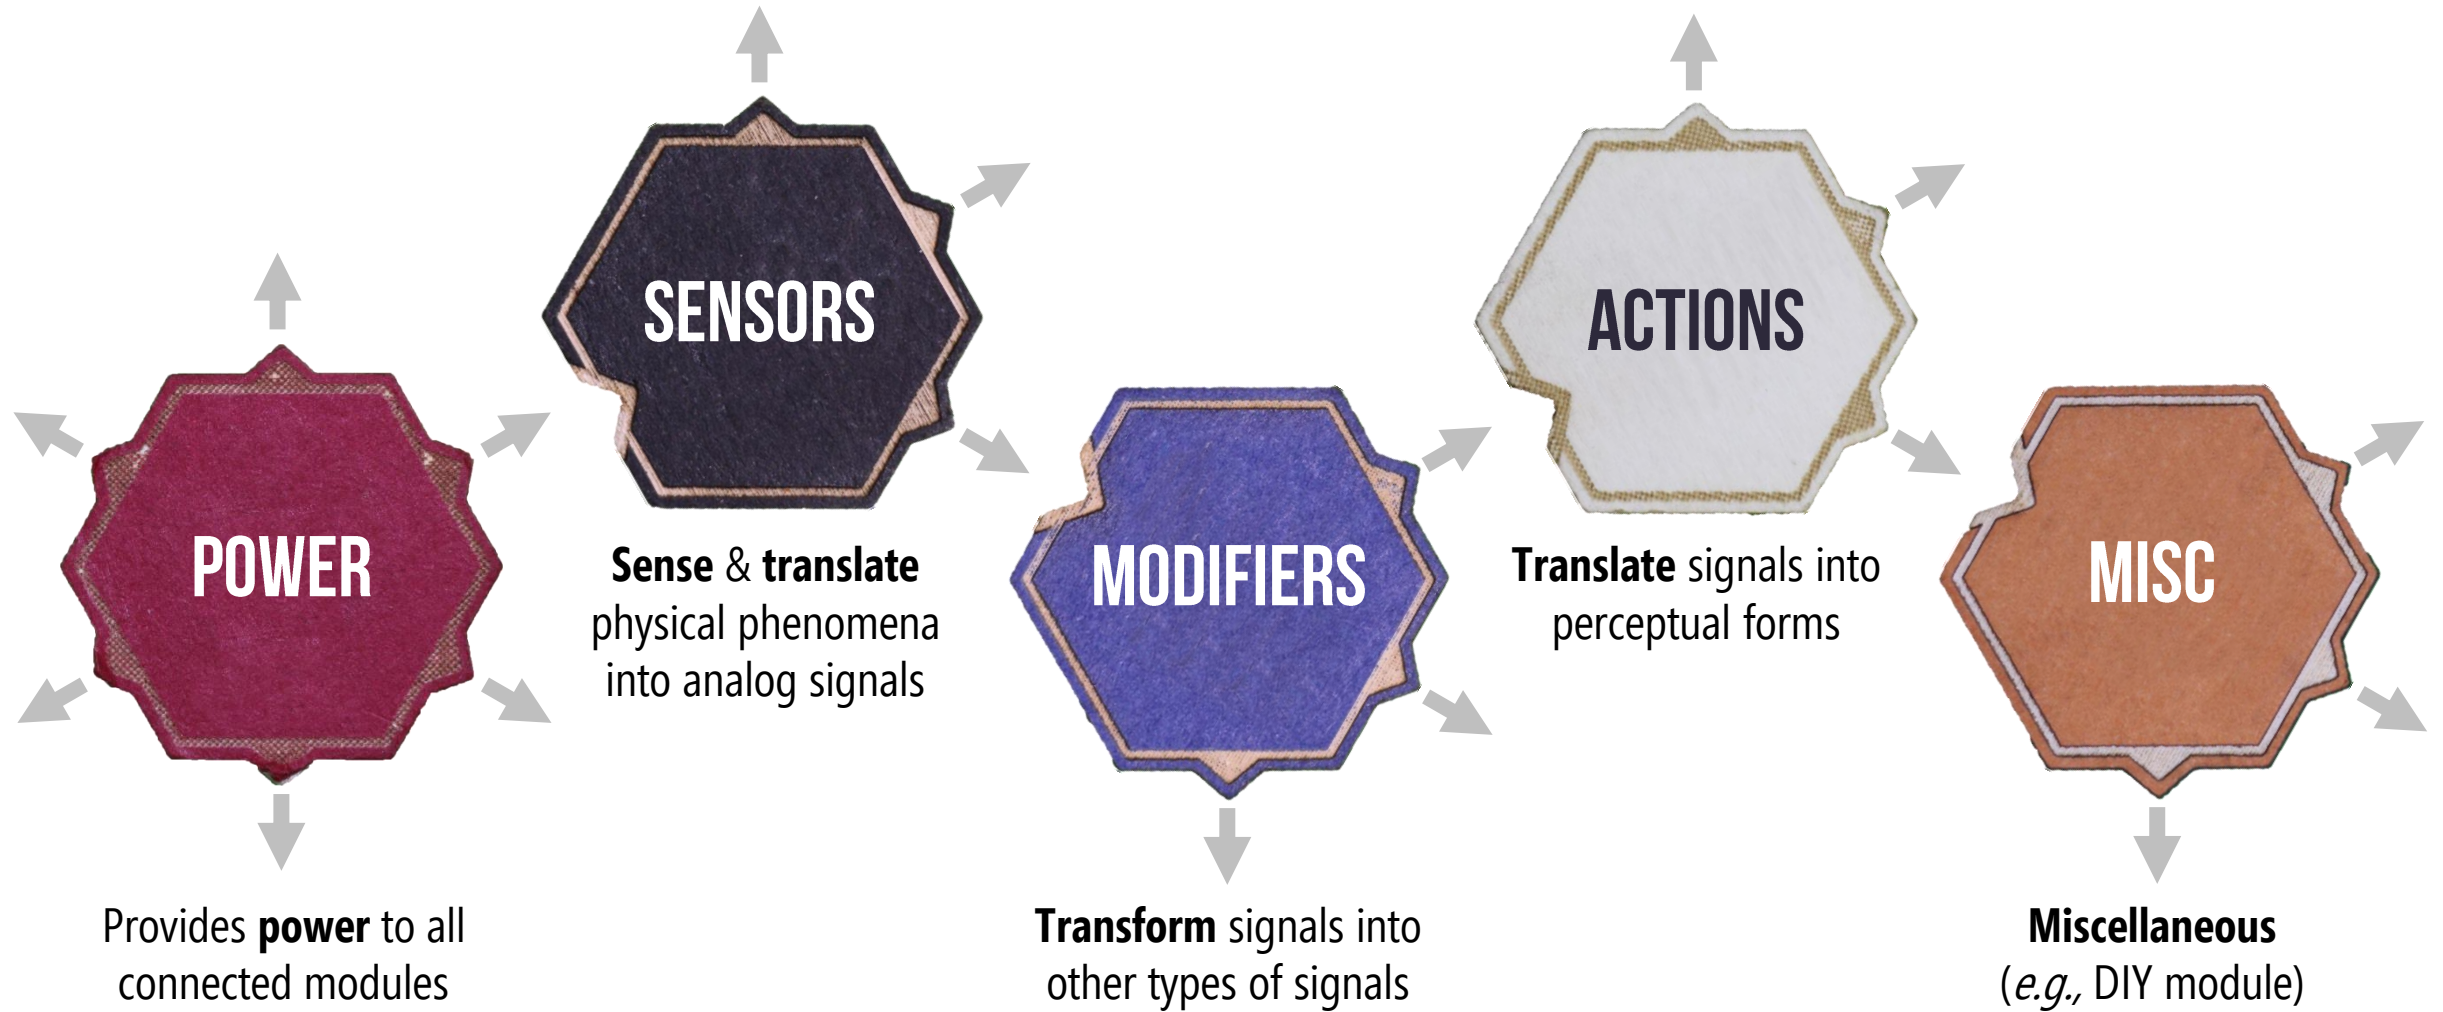 POWER
Provides power to all
connected modules
SENSORS
Sense & translate
physical phenomena
into analog signals
MODIFIERS
Transform signals into
other types of signals
ACTIONS
Translate signals into
perceptual forms
MISC
Miscellaneous
(e.g., DIY module)